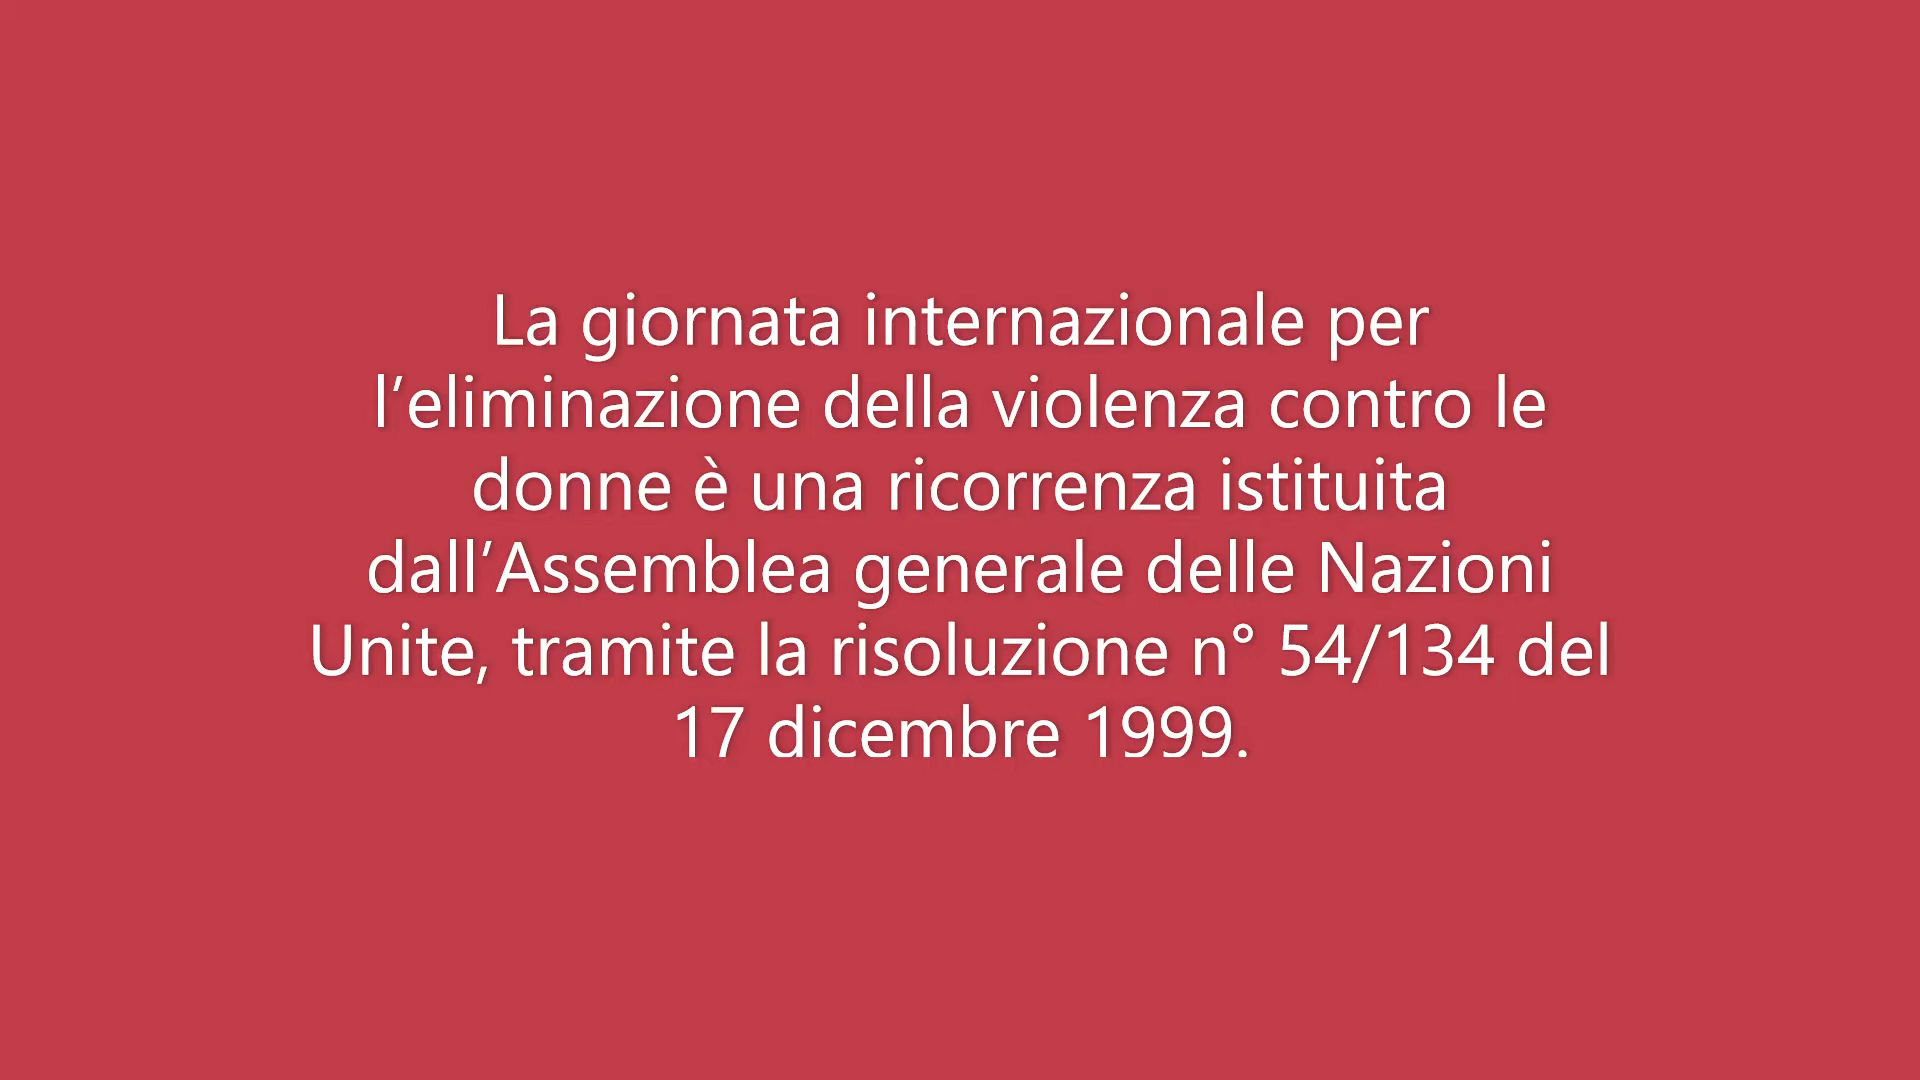 La giornata internazionale per
l’eliminazione della violenza contro le
donne è una ricorrenza istituita
dall’Assemblea generale delle Nazioni
Unite, tramite la risoluzione n° 54/134 del
17 dicembre 1999.